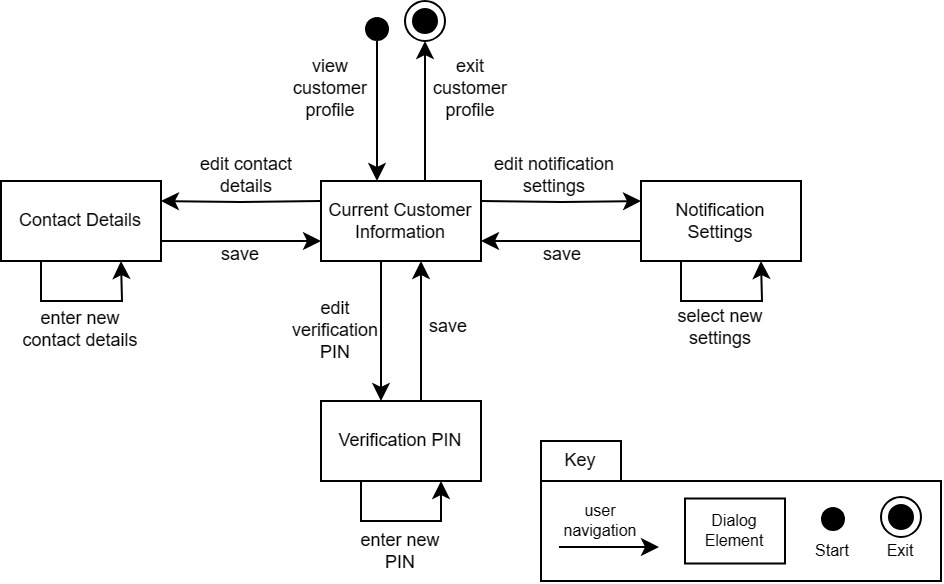 view
customer
profile
exit
customer
profile
edit contact
details
edit notification
settings
Contact Details
Current Customer
Information
Notification
Settings
save
save
enter new
contact details
edit
verification
PIN
save
select new
settings
Verification PIN
enter new
PIN
Key
user
navigation
Dialog
Element
Start
Exit